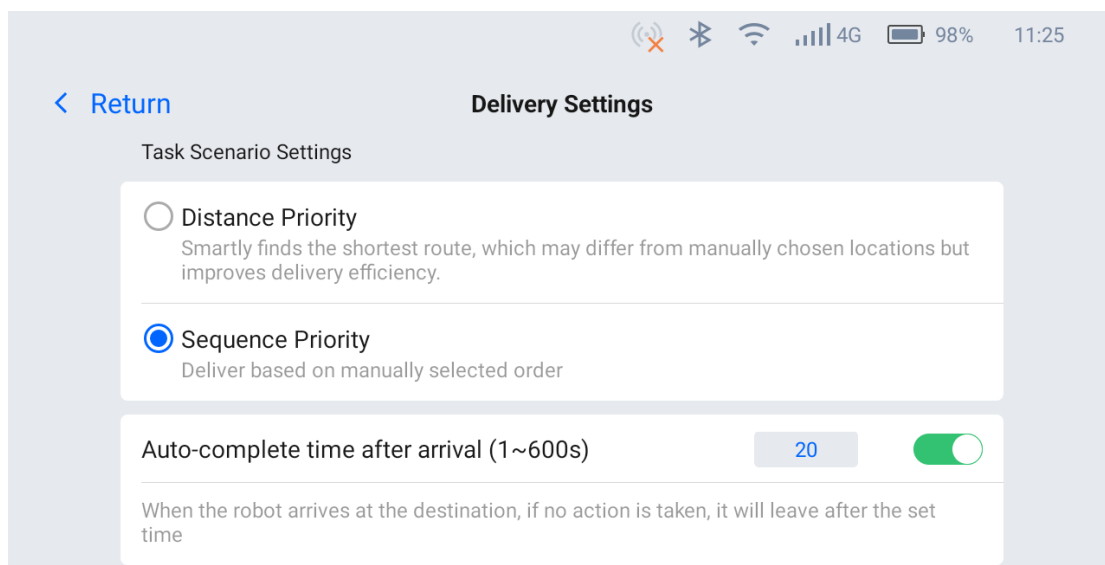 4G 98% 11:25
Return Delivery Settings
Task Scenario Settings
Distance Priority
Smartly finds the shortest route, which may differ from manually chosen locations but
improves delivery efficiency.
Sequence Priority
Deliver based on manually selected order
Auto-complete time after arrival (1~600s) 20
When the robot arrives at the destination, if no action is taken, it will leave after the set
time